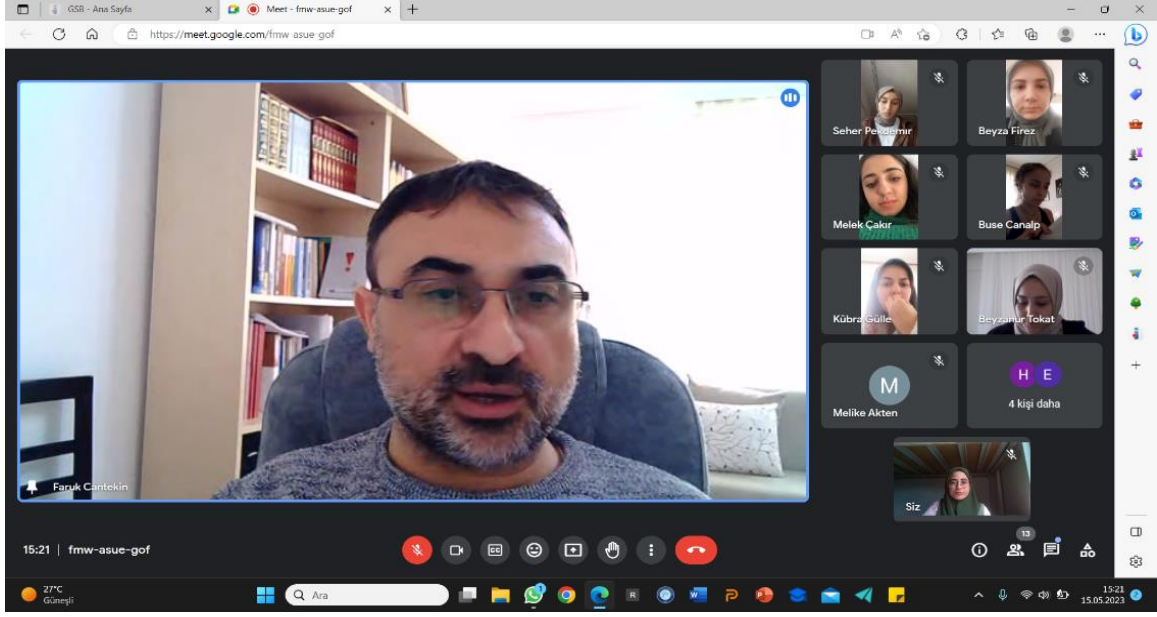 GSB - Ana Sayfa
Meet - fmw-asue-gof
https://meet.google.com/fmw-asue-gof
Seher Pekdemir
Beyza Firez
Melek Çakır
Buse Canalp
Kübra Gülle
Beyzanur Tokat
M
Melike Akten
H E
4 kişi daha
Siz
Faruk Cantekin
15:21 | fmw-asue-gof
13
27°C
Güneşli
Ara
15:21
15.05.2023